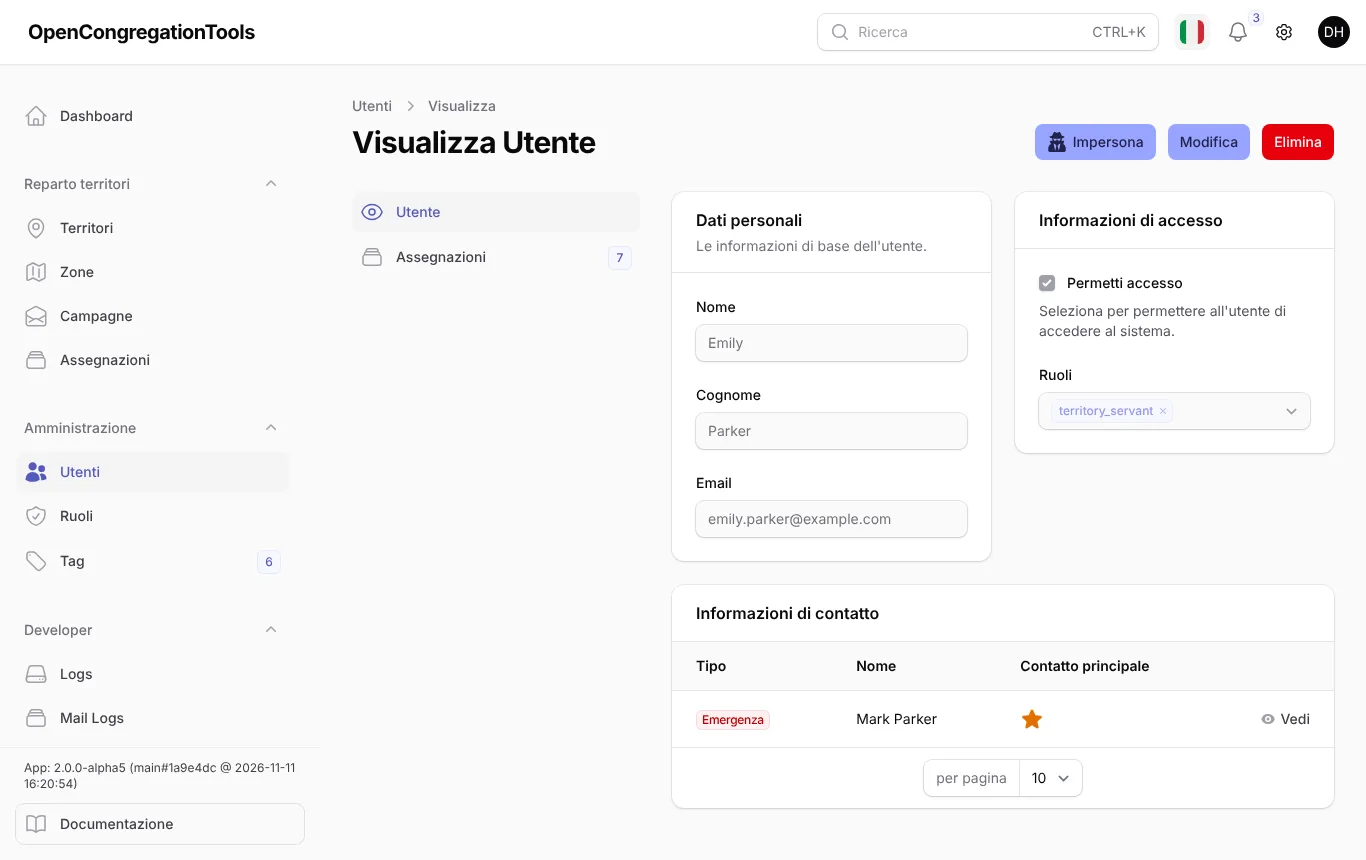 OpenCongregationTools
Ricerca
CTRL+K
3
DH
Dashboard
Reparto territori
Territori
Zone
Campagne
Assegnazioni
Amministrazione
Utenti
Ruoli
Tag
6
Developer
Logs
Mail Logs
App: 2.0.0-alpha5 (main#1a9e4dc @ 2026-11-11
16:20:54)
Documentazione
Utenti
Visualizza
Visualizza Utente
Impersona
Modifica
Elimina
Utente
Assegnazioni
7
Dati personali
Le informazioni di base dell'utente.
Nome
Emily
Cognome
Parker
Email
emily.parker@example.com
Informazioni di accesso
Permetti accesso
Seleziona per permettere all'utente di
accedere al sistema.
Ruoli
territory_servant
Informazioni di contatto
Tipo
Nome
Contatto principale
Emergenza
Mark Parker
Vedi
per pagina
10